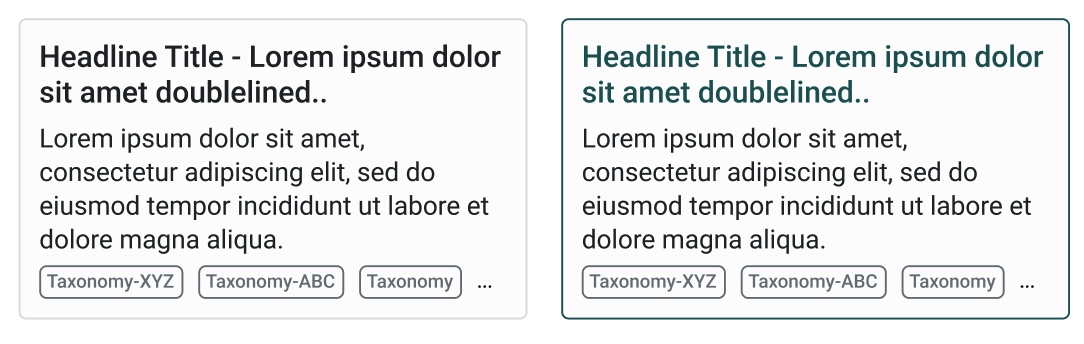 Headline Title - Lorem ipsum dolor
sit amet doublelined..
Lorem ipsum dolor sit amet,
consectetur adipiscing elit, sed do
eiusmod tempor incididunt ut labore et
dolore magna aliqua.
Taxonomy-XYZ Taxonomy-ABC Taxonomy ...
Headline Title - Lorem ipsum dolor
sit amet doublelined..
Lorem ipsum dolor sit amet,
consectetur adipiscing elit, sed do
eiusmod tempor incididunt ut labore et
dolore magna aliqua.
Taxonomy-XYZ Taxonomy-ABC Taxonomy ...